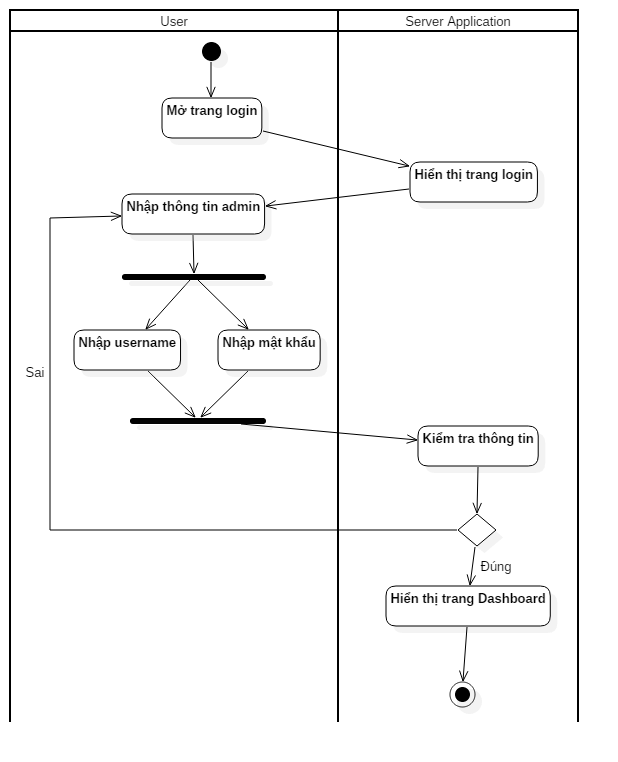 User
Server Application
Mở trang login
Hiển thị trang login
Nhập thông tin admin
Nhập username
Nhập mật khẩu
Sai
Kiểm tra thông tin
Đúng
Hiển thị trang Dashboard